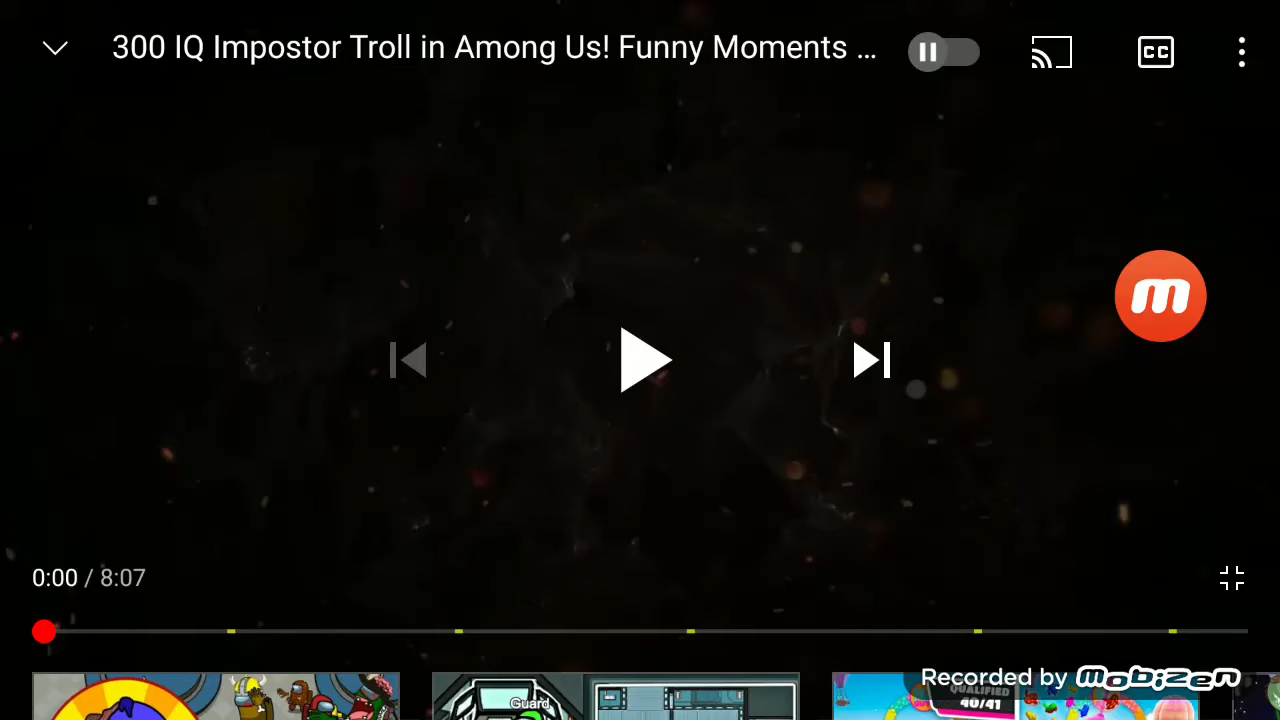 300 IQ Impostor Troll in Among Us! Funny Moments ...
CC
m
0:00 / 8:07
Recorded by mobizen
Guard
QUALIFIED
40/41